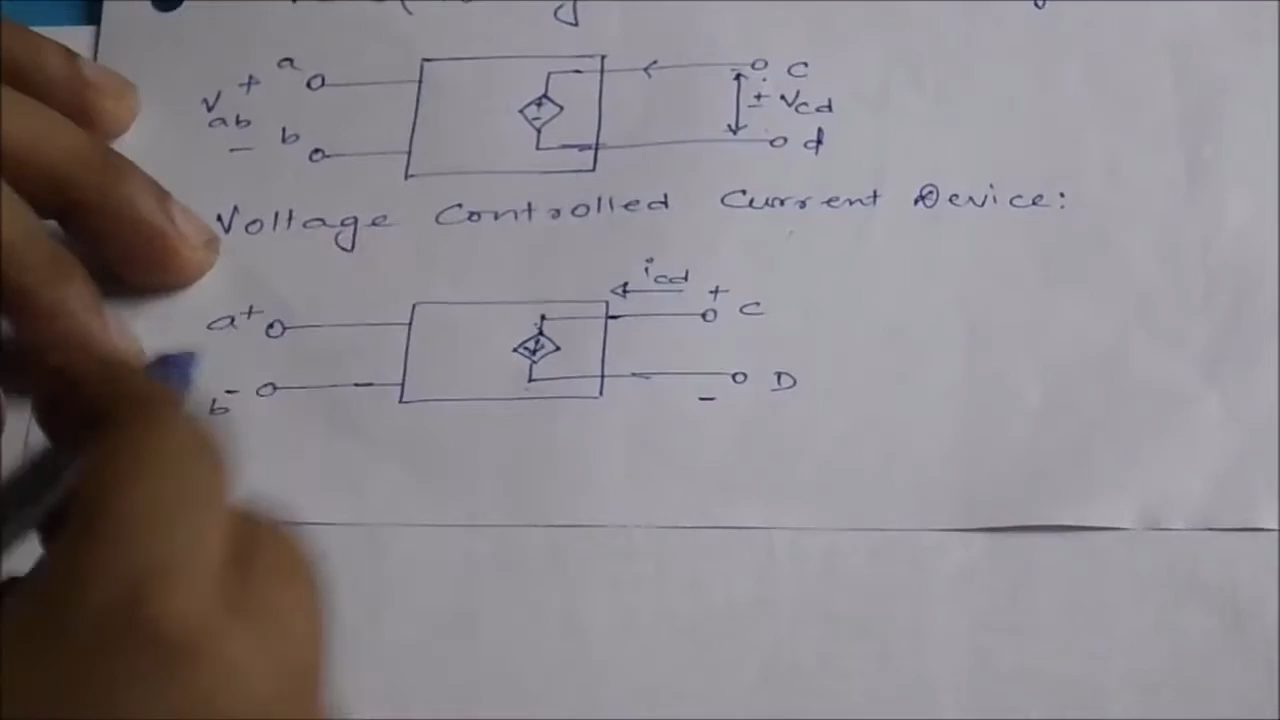 a
+
V
ab
-
b
+
-
c
± Vcd
d
Voltage Controlled Current Device:
icd
+
a+
c
b-
D
-